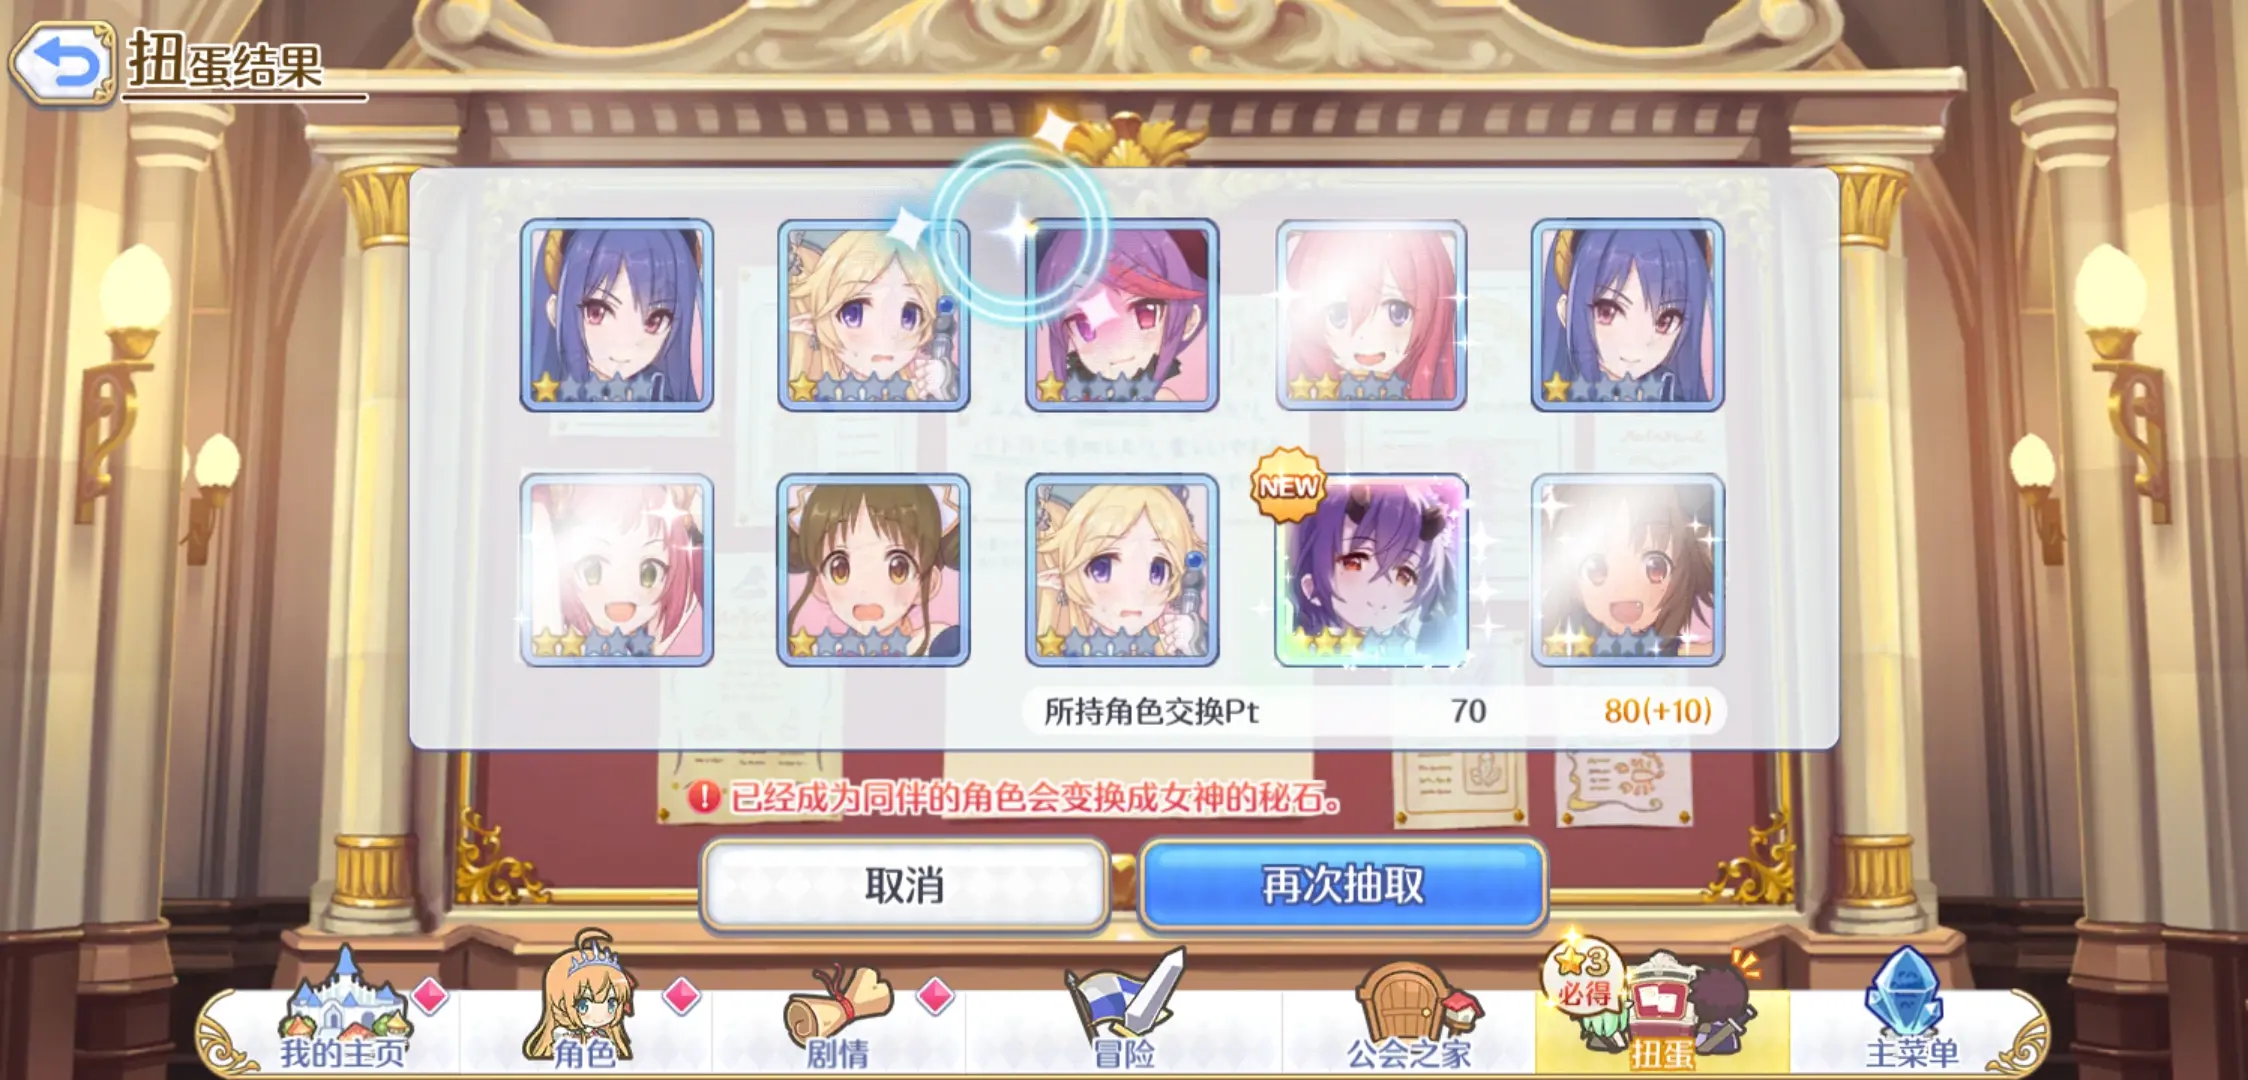 扭蛋结果
NEW
所持角色交换Pt 70 80(+10)
已经成为同伴的角色会变换成女神的秘石。
取消
再次抽取
★3
必得
我的主页
角色
剧情
冒险
公会之家
扭蛋
主菜单